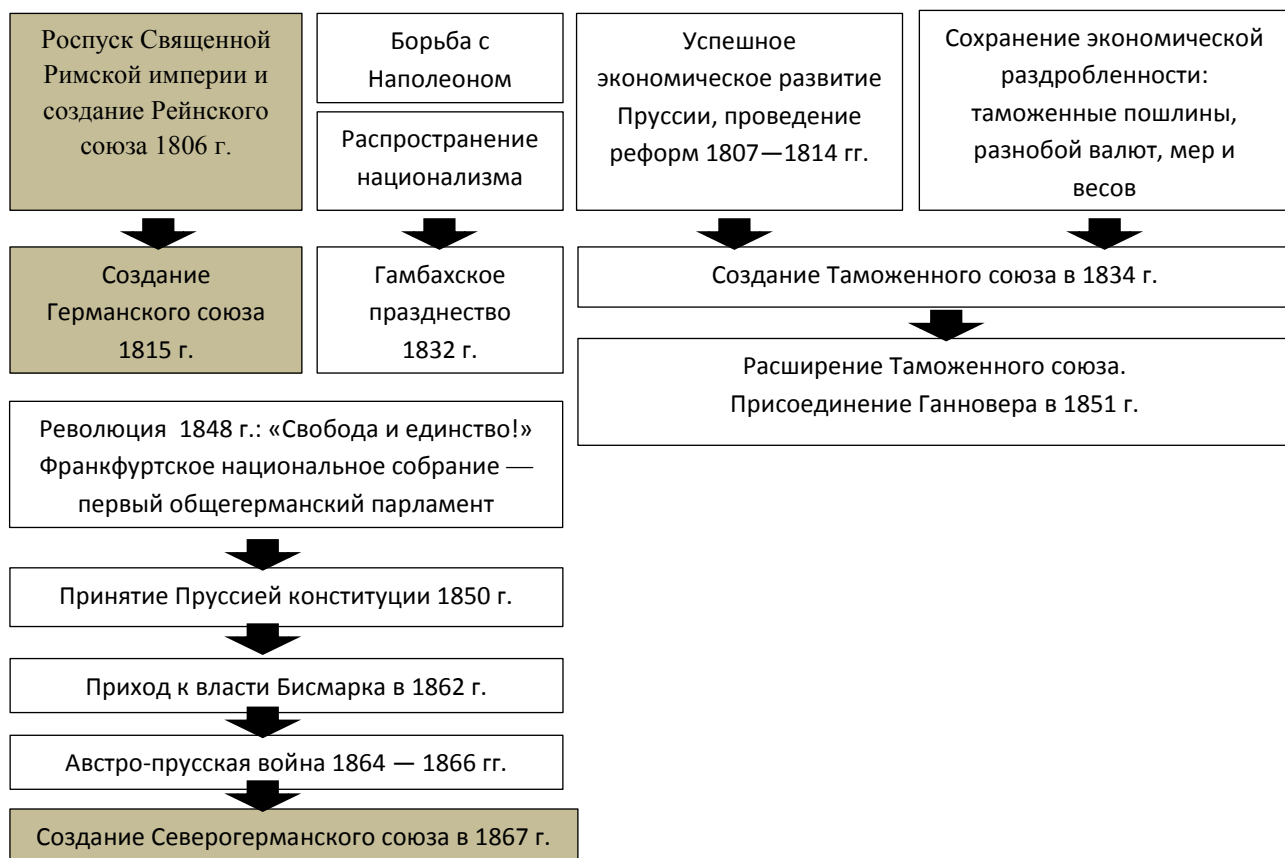 Роспуск Священной
Римской империи и
создание Рейнского
союза 1806 г.
Борьба с
Наполеоном
Распространение
национализма
Успешное
экономическое развитие
Пруссии, проведение
реформ 1807—1814 гг.
Сохранение экономической
раздробленности:
таможенные пошлины,
разнобой валют, мер и
весов
Создание
Германского союза
1815 г.
Гамбахское
празднество
1832 г.
Создание Таможенного союза в 1834 г.
Расширение Таможенного союза.
Присоединение Ганновера в 1851 г.
Революция 1848 г.: «Свобода и единство!»
Франкфуртское национальное собрание —
первый общегерманский парламент
Принятие Пруссией конституции 1850 г.
Приход к власти Бисмарка в 1862 г.
Австро-прусская война 1864 — 1866 гг.
Создание Северогерманского союза в 1867 г.